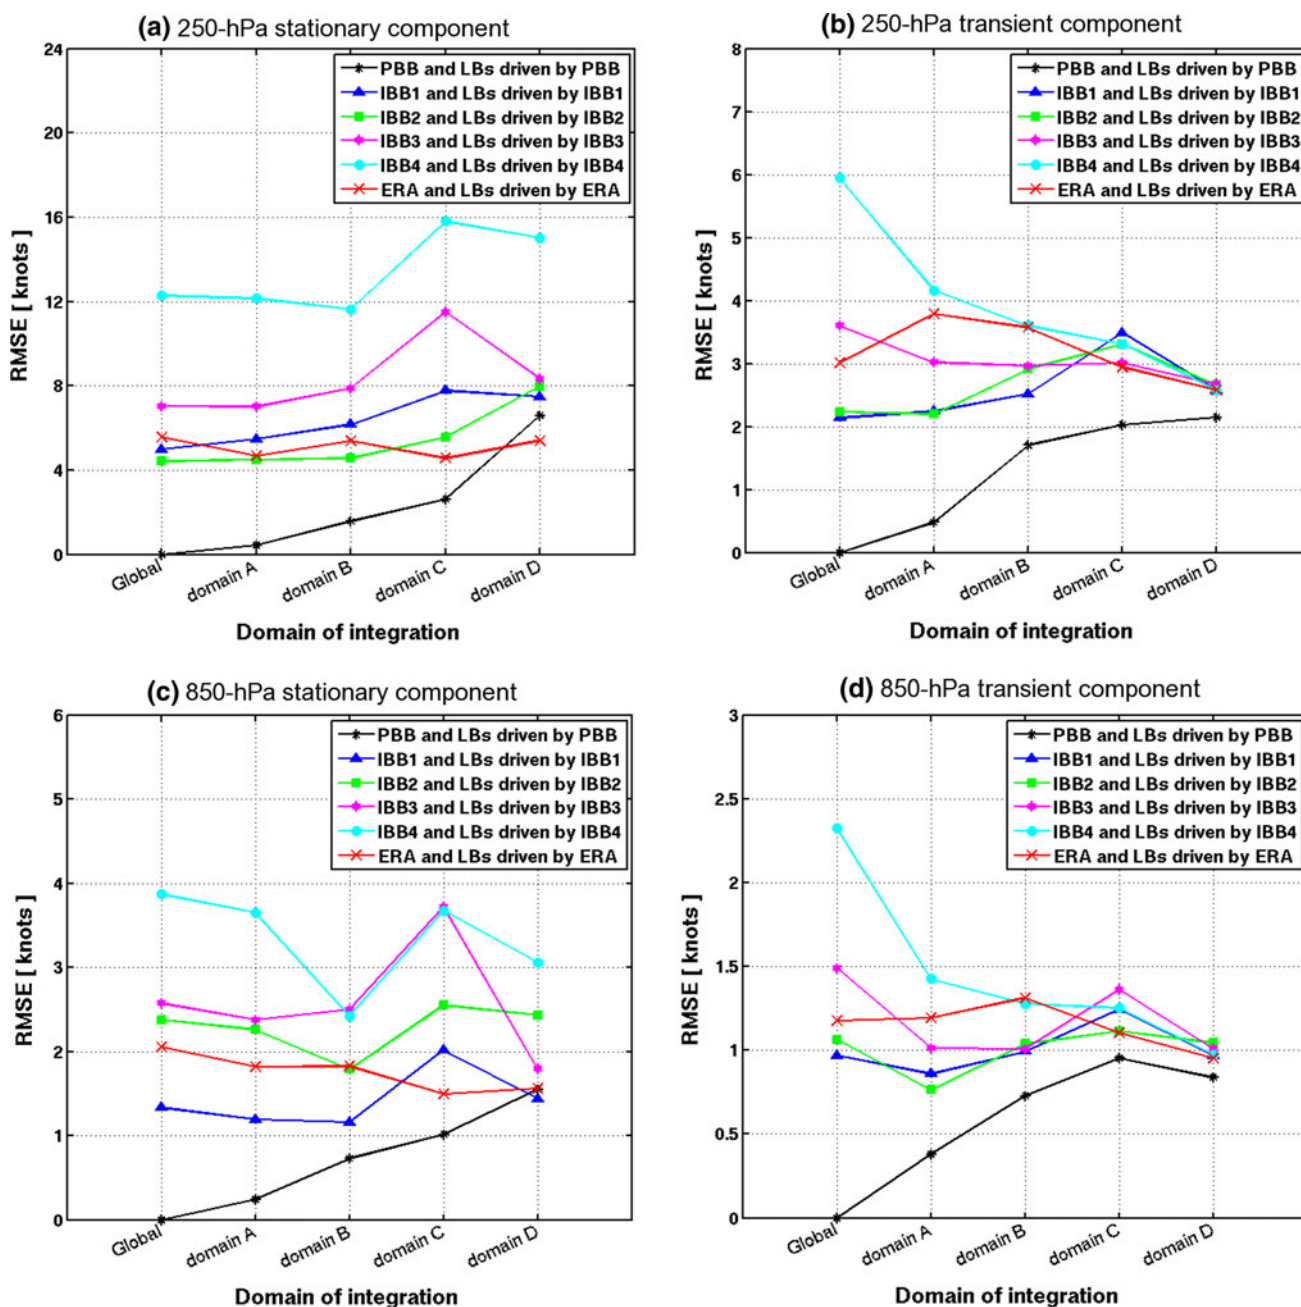 (a) 250-hPa stationary component
24
20
16
12
8
4
0
RMSE [ knots ]
PBB and LBs driven by PBB
IBB1 and LBs driven by IBB1
IBB2 and LBs driven by IBB2
IBB3 and LBs driven by IBB3
IBB4 and LBs driven by IBB4
ERA and LBs driven by ERA
Global
domain A
domain B
domain C
domain D
Domain of integration
(b) 250-hPa transient component
8
7
6
5
4
3
2
1
0
RMSE [ knots ]
PBB and LBs driven by PBB
IBB1 and LBs driven by IBB1
IBB2 and LBs driven by IBB2
IBB3 and LBs driven by IBB3
IBB4 and LBs driven by IBB4
ERA and LBs driven by ERA
Global
domain A
domain B
domain C
domain D
Domain of integration
(c) 850-hPa stationary component
6
5
4
3
2
1
0
RMSE [ knots ]
PBB and LBs driven by PBB
IBB1 and LBs driven by IBB1
IBB2 and LBs driven by IBB2
IBB3 and LBs driven by IBB3
IBB4 and LBs driven by IBB4
ERA and LBs driven by ERA
Global
domain A
domain B
domain C
domain D
Domain of integration
(d) 850-hPa transient component
3
2.5
2
1.5
1
0.5
0
RMSE [ knots ]
PBB and LBs driven by PBB
IBB1 and LBs driven by IBB1
IBB2 and LBs driven by IBB2
IBB3 and LBs driven by IBB3
IBB4 and LBs driven by IBB4
ERA and LBs driven by ERA
Global
domain A
domain B
domain C
domain D
Domain of integration